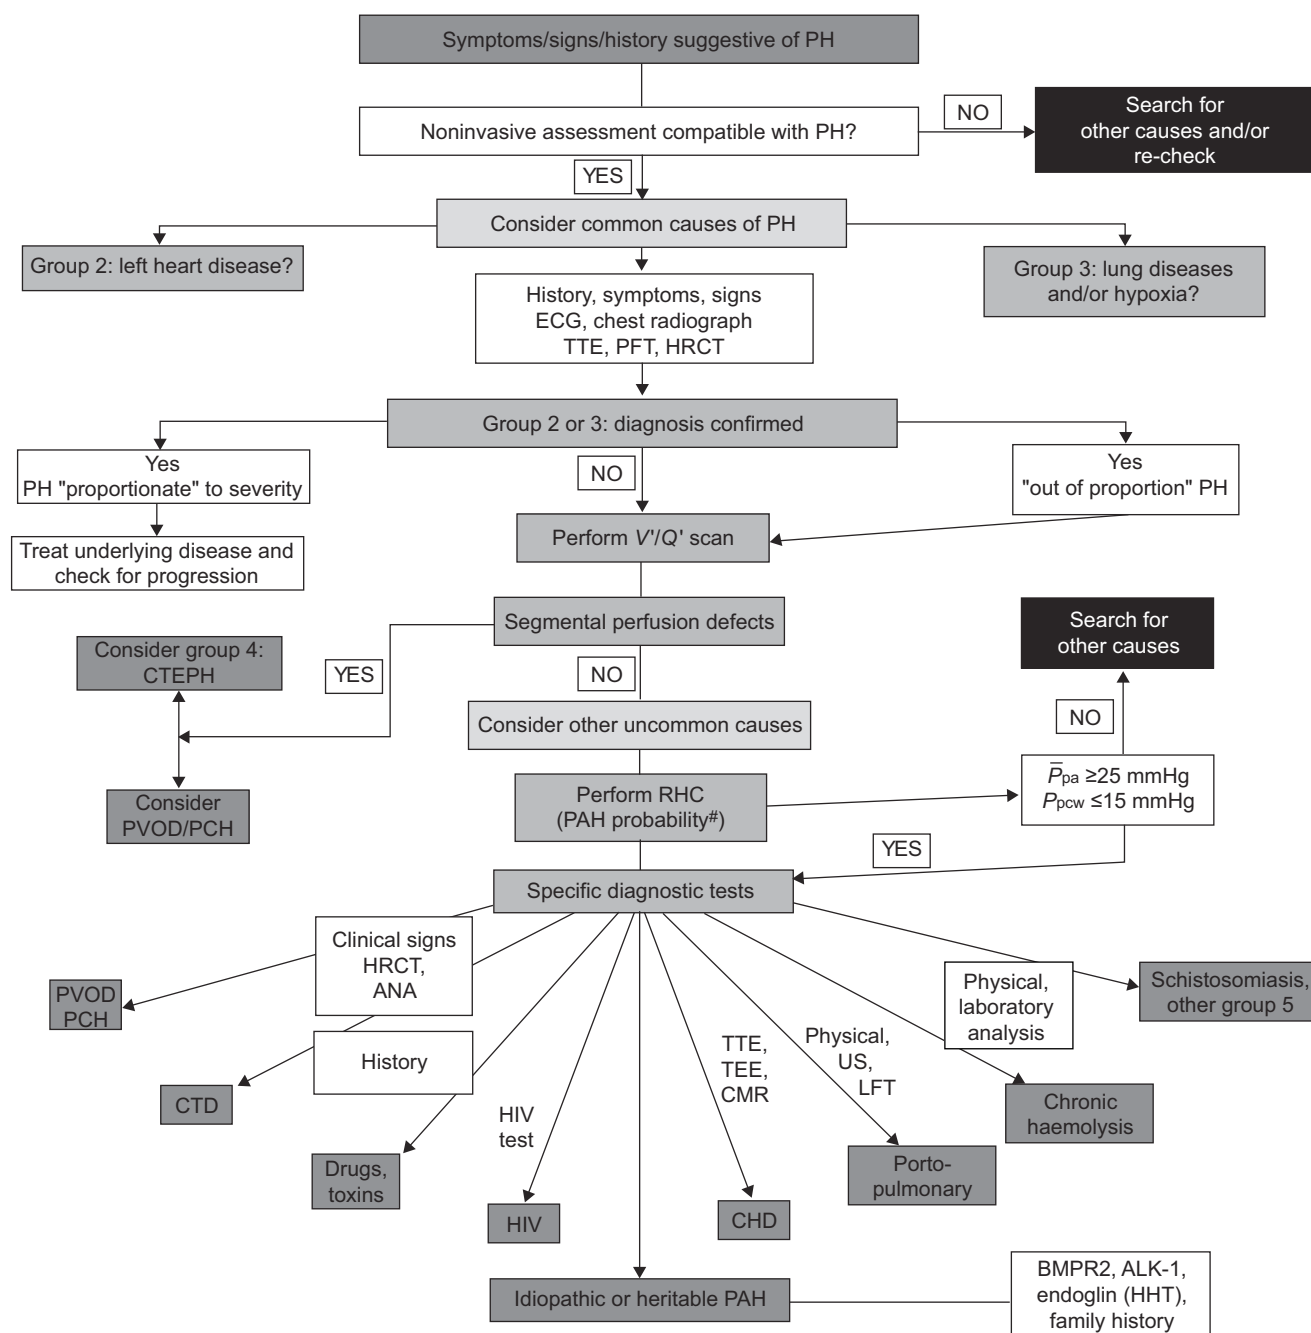 Symptoms/signs/history suggestive of PH
Noninvasive assessment compatible with PH?
NO
Search for
other causes and/or
re-check
YES
Consider common causes of PH
Group 2: left heart disease?
Group 3: lung diseases
and/or hypoxia?
History, symptoms, signs
ECG, chest radiograph
TTE, PFT, HRCT
Group 2 or 3: diagnosis confirmed
Yes
PH "proportionate" to severity
NO
Yes
"out of proportion" PH
Treat underlying disease and
check for progression
Perform V'/Q' scan
Segmental perfusion defects
Search for
other causes
Consider group 4:
CTEPH
YES
NO
NO
Consider other uncommon causes
Consider
PVOD/PCH
Perform RHC
(PAH probability#)
P̅pa ≥25 mmHg
Ppcw ≤15 mmHg
YES
Specific diagnostic tests
Clinical signs
HRCT,
ANA
PVOD
PCH
Physical,
laboratory
analysis
Schistosomiasis,
other group 5
History
TTE,
TEE,
CMR
Physical,
US,
LFT
CTD
HIV
test
Chronic
haemolysis
Drugs,
toxins
Porto-
pulmonary
HIV
CHD
Idiopathic or heritable PAH
BMPR2, ALK-1,
endoglin (HHT),
family history